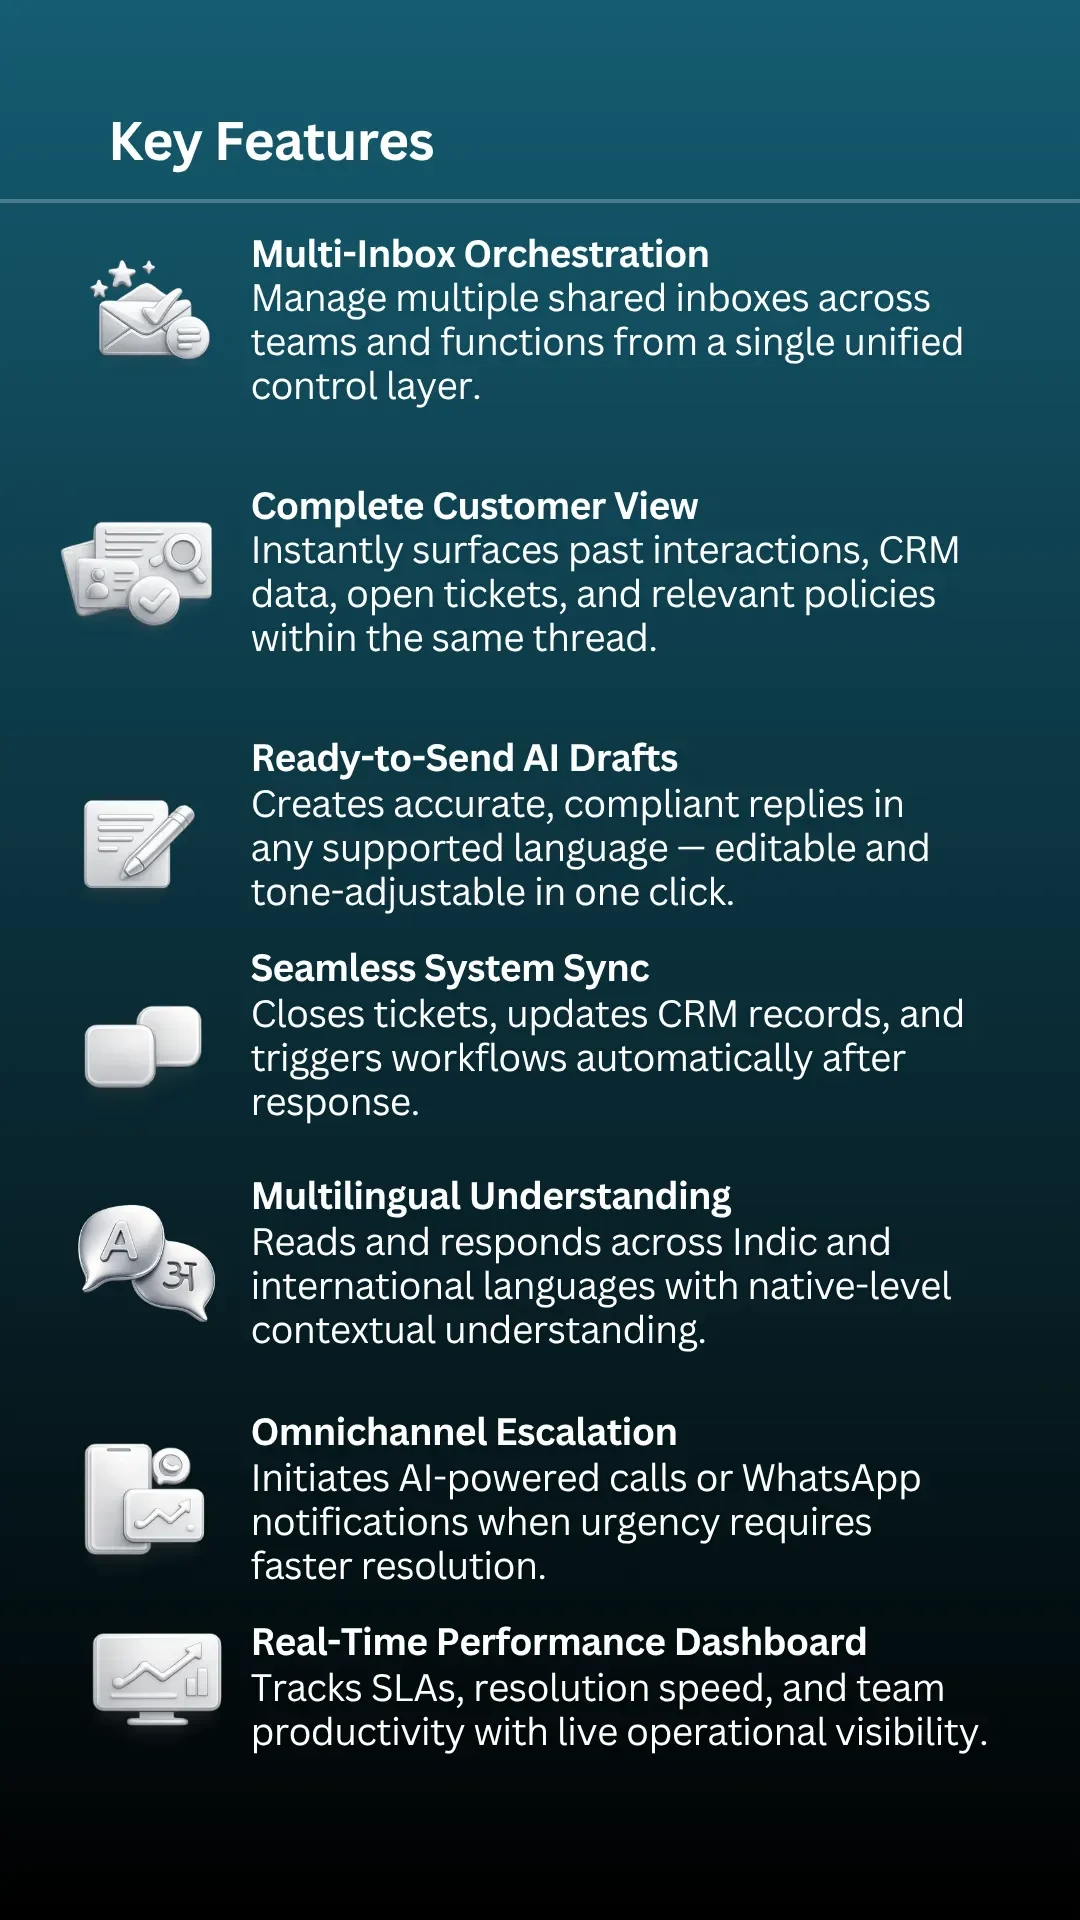 Key Features
Multi-Inbox Orchestration
Manage multiple shared inboxes across
teams and functions from a single unified
control layer.
Complete Customer View
Instantly surfaces past interactions, CRM
data, open tickets, and relevant policies
within the same thread.
Ready-to-Send AI Drafts
Creates accurate, compliant replies in
any supported language — editable and
tone-adjustable in one click.
Seamless System Sync
Closes tickets, updates CRM records, and
triggers workflows automatically after
response.
A
अ
Multilingual Understanding
Reads and responds across Indic and
international languages with native-level
contextual understanding.
Omnichannel Escalation
Initiates AI-powered calls or WhatsApp
notifications when urgency requires
faster resolution.
Real-Time Performance Dashboard
Tracks SLAs, resolution speed, and team
productivity with live operational visibility.